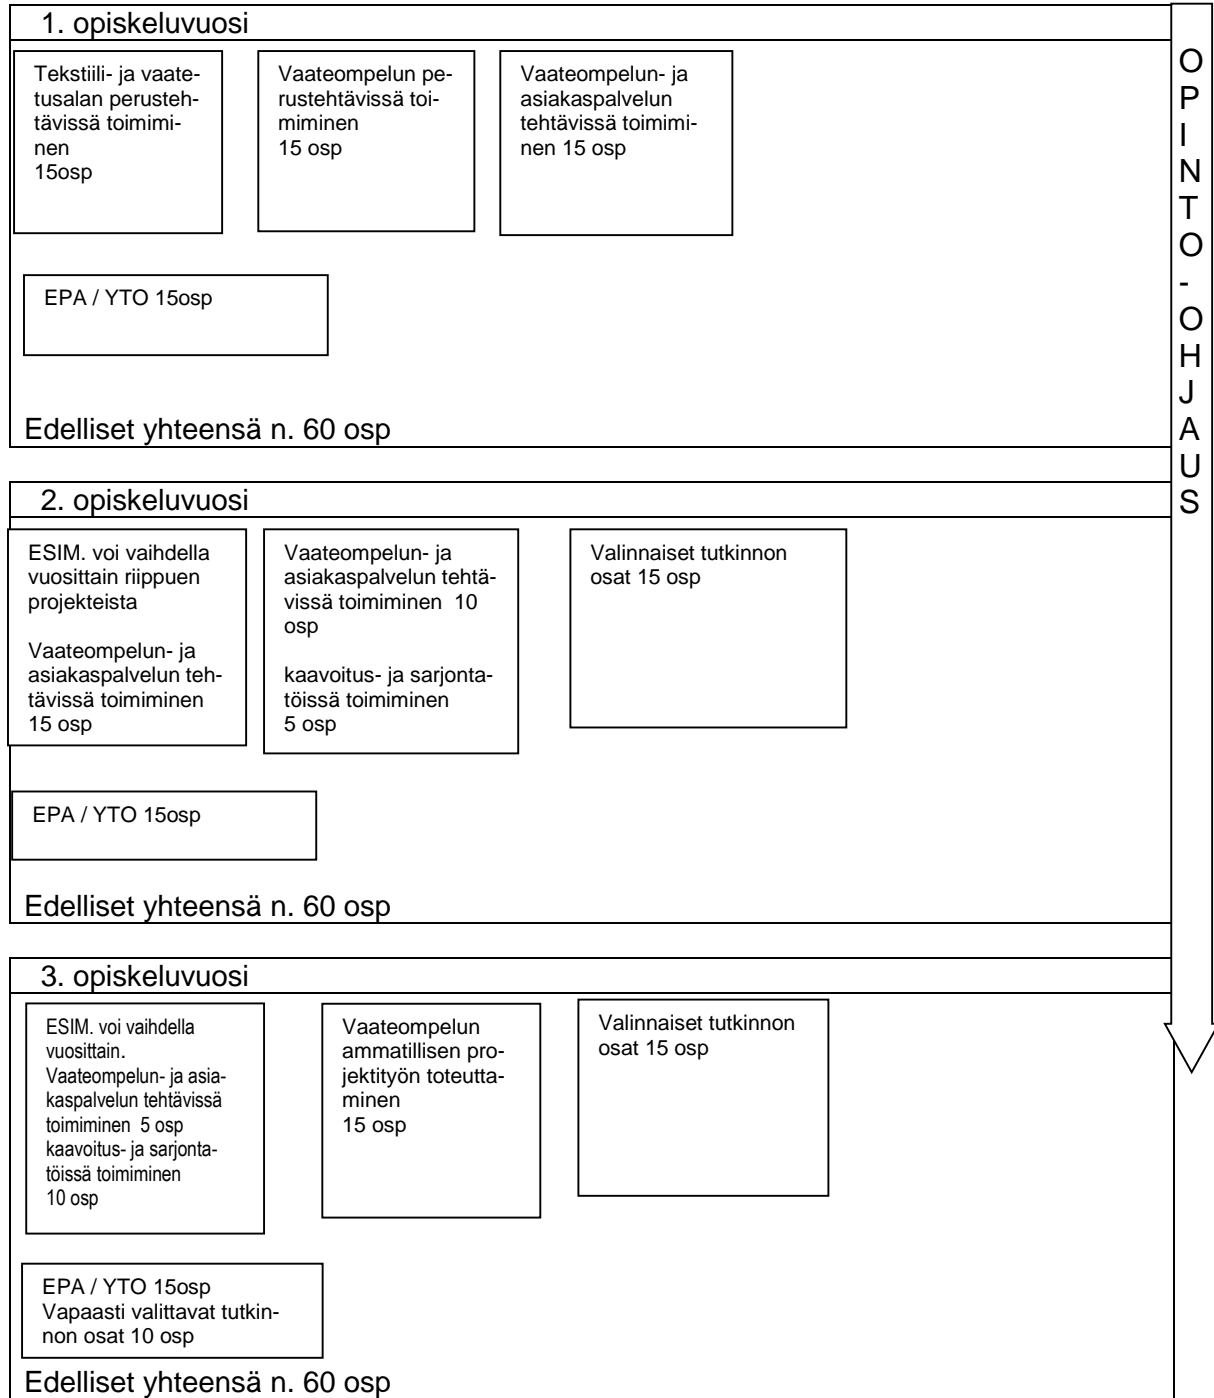 1. opiskeluvuosi
Tekstiili- ja vaate-
tusalan perusteh-
tävissä toimimi-
nen
15osp
Vaateompelun pe-
rustehtävissä toi-
miminen
15 osp
Vaateompelun- ja
asiakaspalvelun
tehtävissä toimimi-
nen 15 osp
EPA / YTO 15osp
Edelliset yhteensä n. 60 osp
O
P
I
N
T
O
-
O
H
J
A
U
S
2. opiskeluvuosi
ESIM. voi vaihdella
vuosittain riippuen
projekteista
Vaateompelun- ja
asiakaspalvelun teh-
tävissä toimiminen
15 osp
Vaateompelun- ja
asiakaspalvelun tehtä-
vissä toimiminen 10
osp
kaavoitus- ja sarjonta-
töissä toimiminen
5 osp
Valinnaiset tutkinnon
osat 15 osp
EPA / YTO 15osp
Edelliset yhteensä n. 60 osp
3. opiskeluvuosi
ESIM. voi vaihdella
vuosittain.
Vaateompelun- ja asia-
kaspalvelun tehtävissä
toimiminen 5 osp
kaavoitus- ja sarjonta-
töissä toimiminen
10 osp
Vaateompelun
ammatillisen pro-
jektityön toteutta-
minen
15 osp
Valinnaiset tutkinnon
osat 15 osp
EPA / YTO 15osp
Vapaasti valittavat tutkin-
non osat 10 osp
Edelliset yhteensä n. 60 osp